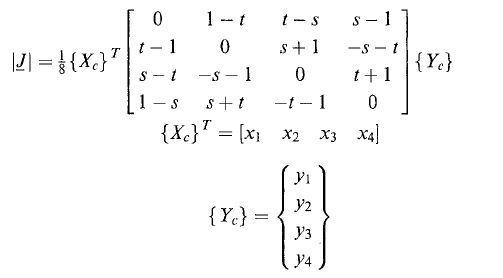 |J| = 1/8 {X_c}^T [ 0 1 − t t − s s − 1
t − 1 0 s + 1 −s − t
s − t −s − 1 0 t + 1
1 − s s + t −t − 1 0 ] {Y_c}
{X_c}^T = [x_1 x_2 x_3 x_4]
{Y_c} = { y_1
y_2
y_3
y_4 }